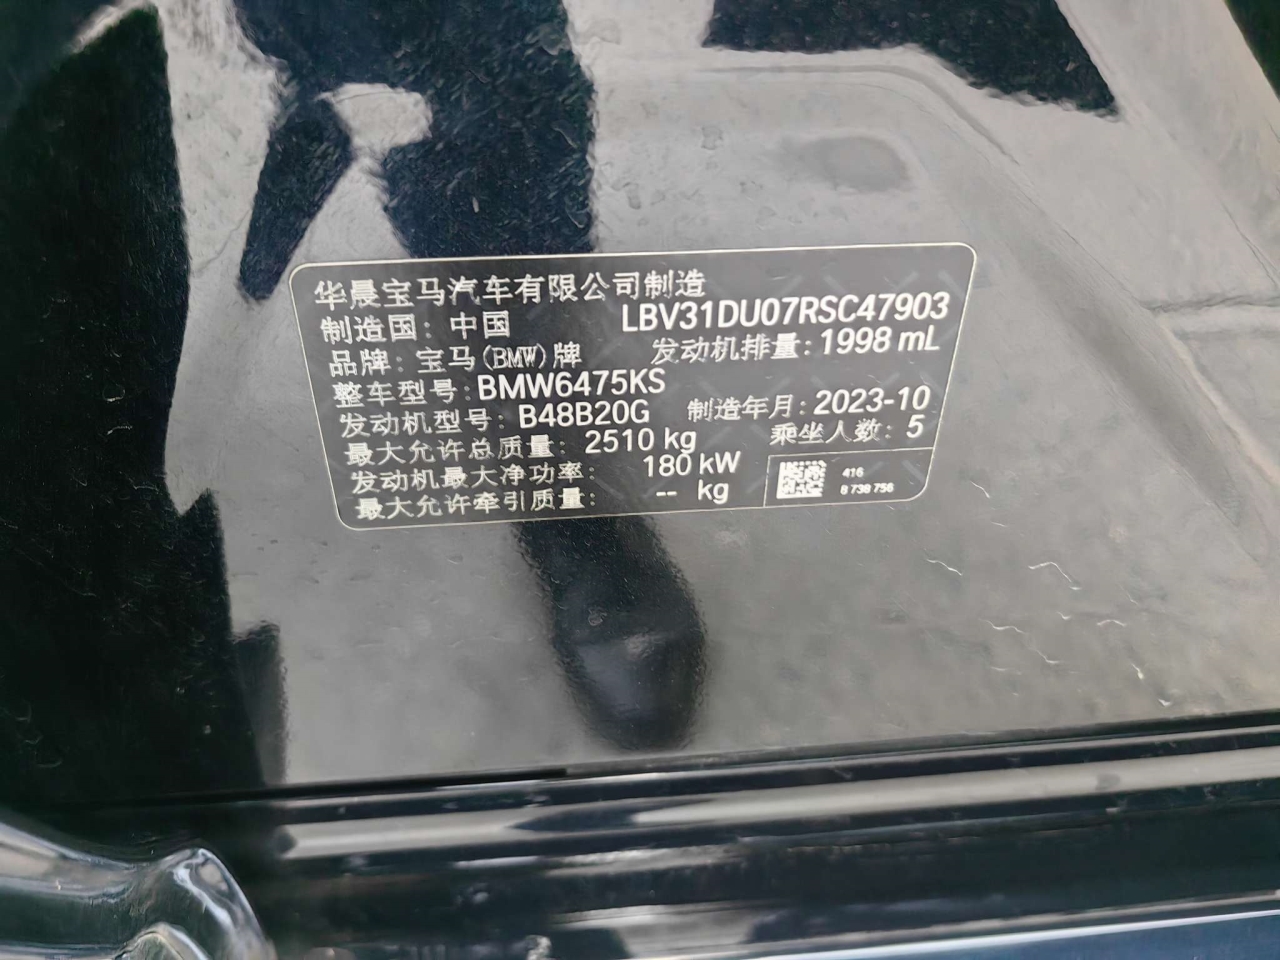 华晨宝马汽车有限公司制造
制造国：中国 LBV31DU07RSC47903
品牌：宝马(BMW)牌 发动机排量：1998 mL
整车型号：BMW6475KS
发动机型号：B48B20G 制造年月：2023-10
最大允许总质量：2510 kg 乘坐人数：5
发动机最大净功率：180 kW
最大允许牵引质量：-- kg
416
8 738 756